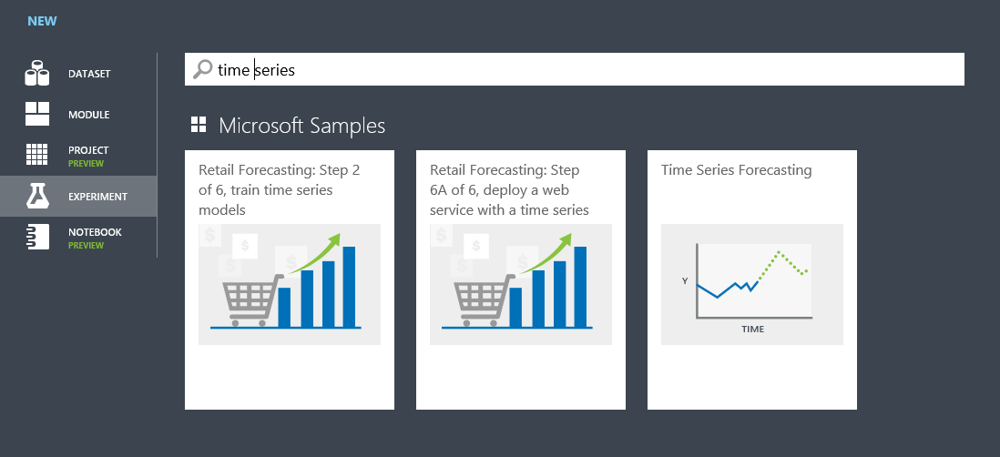 NEW
DATASET
MODULE
PROJECT
PREVIEW
EXPERIMENT
NOTEBOOK
PREVIEW
time series
Microsoft Samples
Retail Forecasting: Step 2
of 6, train time series
models
$
$
$
$
Retail Forecasting: Step
6A of 6, deploy a web
service with a time series
$
$
$
$
Time Series Forecasting
Y
TIME